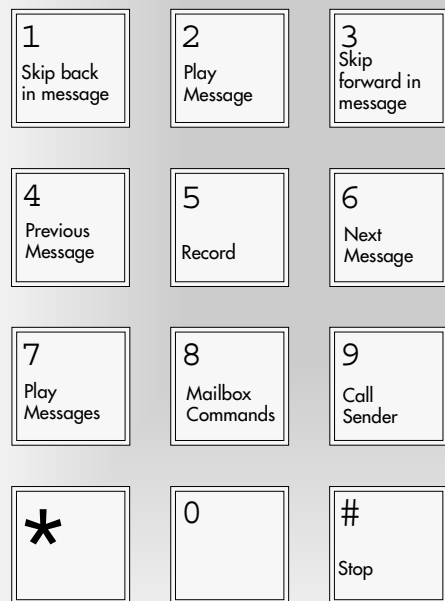 1
Skip back
in message
2
Play
Message
3
Skip
forward in
message
4
Previous
Message
5
Record
6
Next
Message
7
Play
Messages
8
Mailbox
Commands
9
Call
Sender
*
0
#
Stop